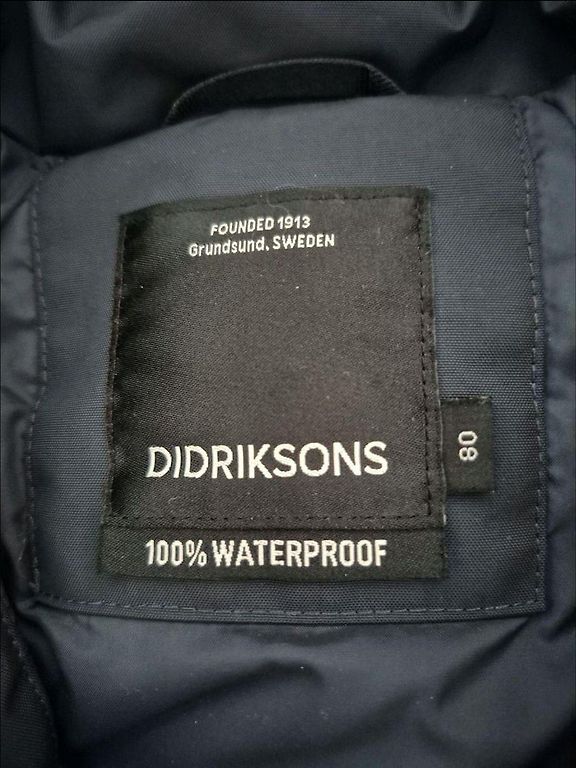 FOUNDED 1913
Grundsund, SWEDEN
DIDRIKSONS
80
100% WATERPROOF